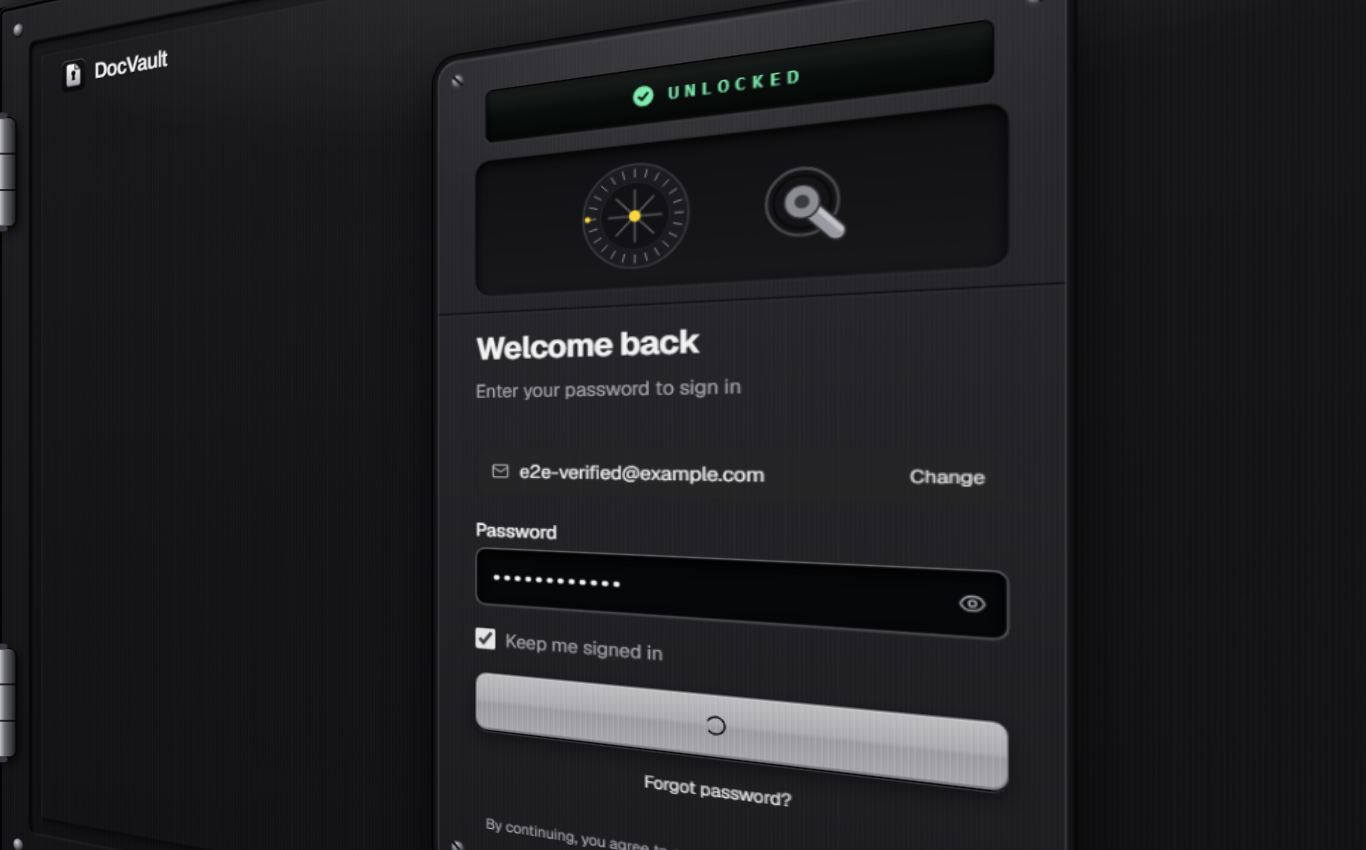 DocVault
UNLOCKED
Welcome back
Enter your password to sign in
e2e-verified@example.com
Change
Password
Keep me signed in
Forgot password?
By continuing, you agree to